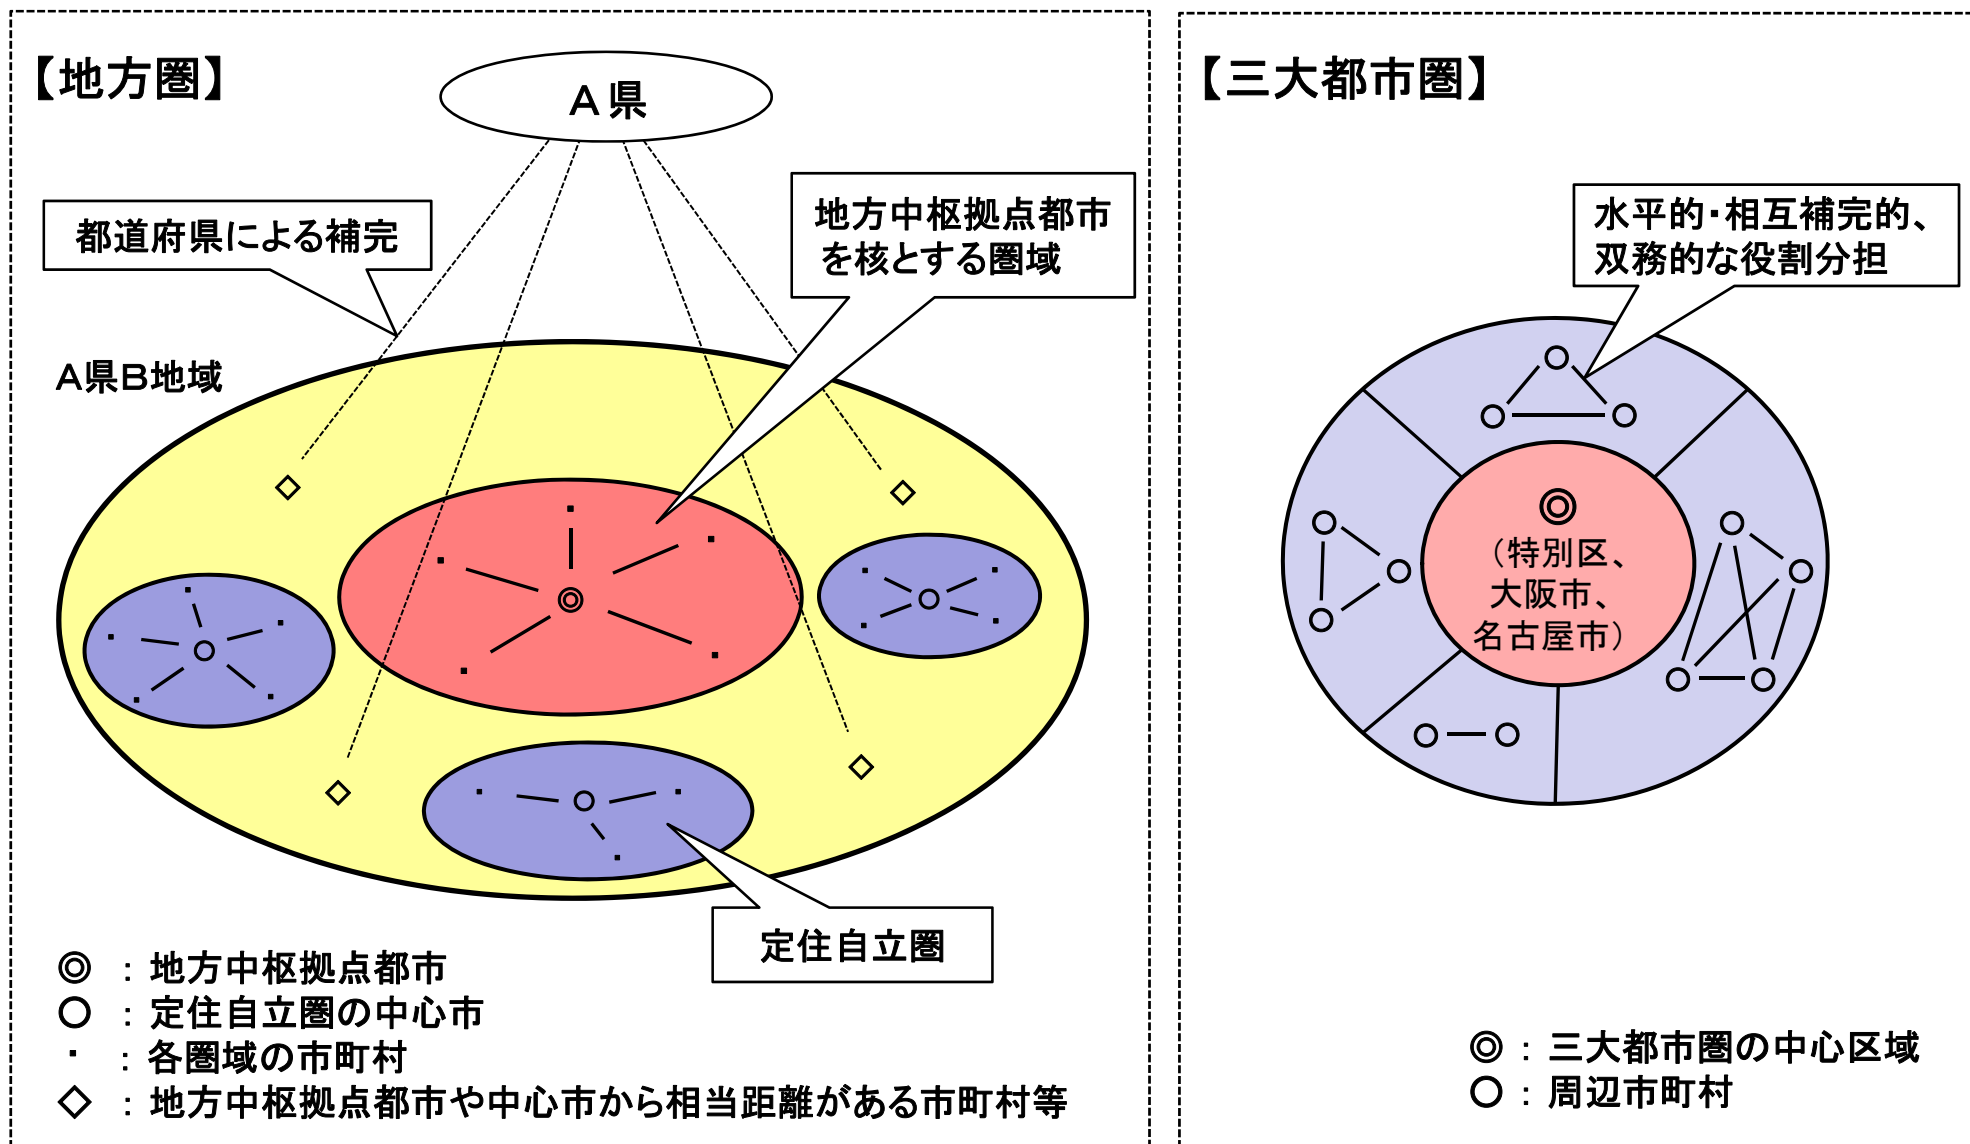 【地方圏】
A県
都道府県による補完
地方中枢拠点都市
を核とする圏域
A県B地域
定住自立圏
◎ : 地方中枢拠点都市
○ : 定住自立圏の中心市
・ : 各圏域の市町村
◇ : 地方中枢拠点都市や中心市から相当距離がある市町村等
【三大都市圏】
水平的・相互補完的、
双務的な役割分担
◎
（特別区、
大阪市、
名古屋市）
◎ : 三大都市圏の中心区域
○ : 周辺市町村